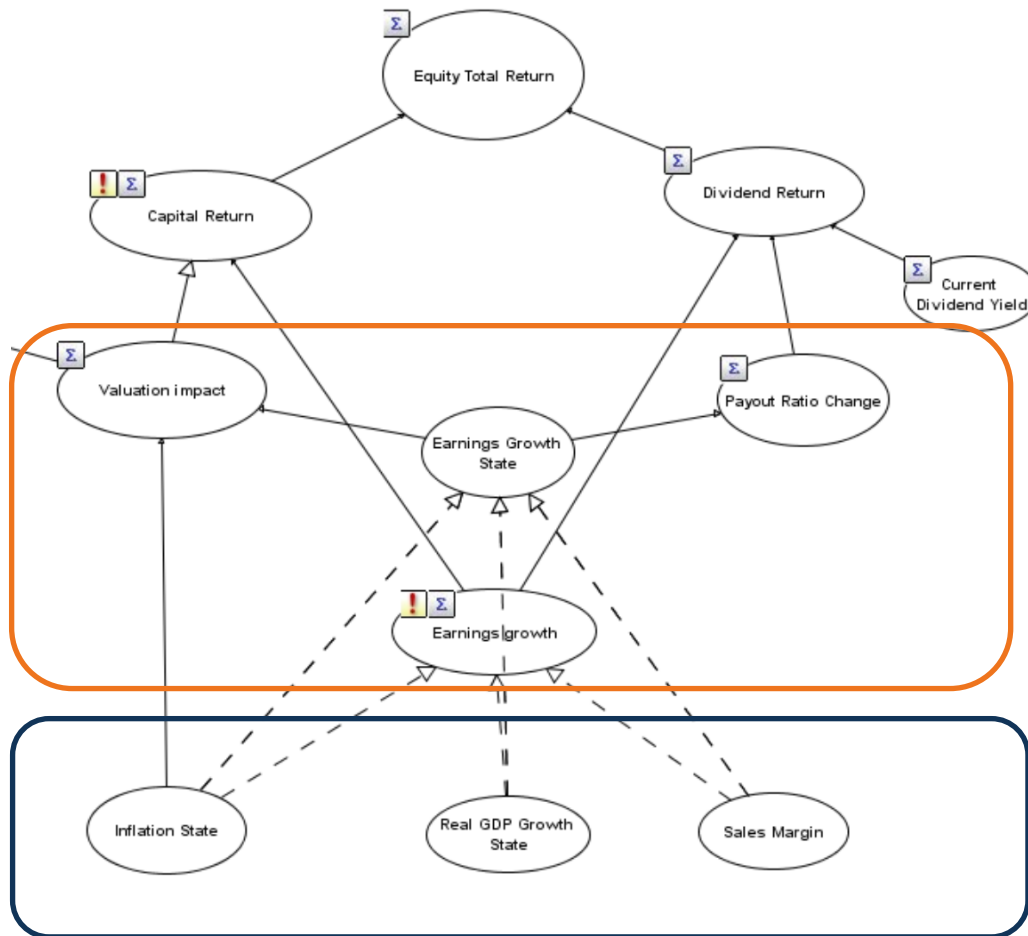 Σ
Equity Total Return
! Σ
Capital Return
Σ
Dividend Return
Σ
Current
Dividend Yield
Σ
Valuation impact
Σ
Payout Ratio Change
Earnings Growth
State
! Σ
Earnings growth
Inflation State
Real GDP Growth
State
Sales Margin